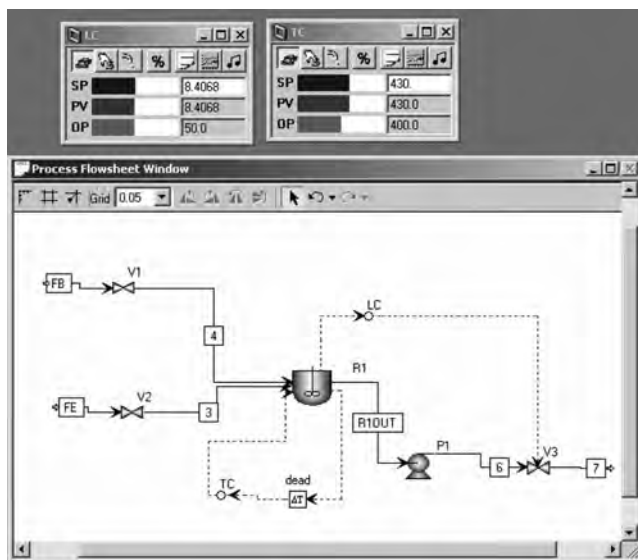 LC
TC
%
%
SP 8.4068
PV 8.4068
OP 50.0
SP 430.
PV 430.0
OP 400.0
Process Flowsheet Window
Grid 0.05
FB
V1
LC
4
R1
FE
V2
3
R1OUT
P1
V3
6
7
TC
dead
ΔT